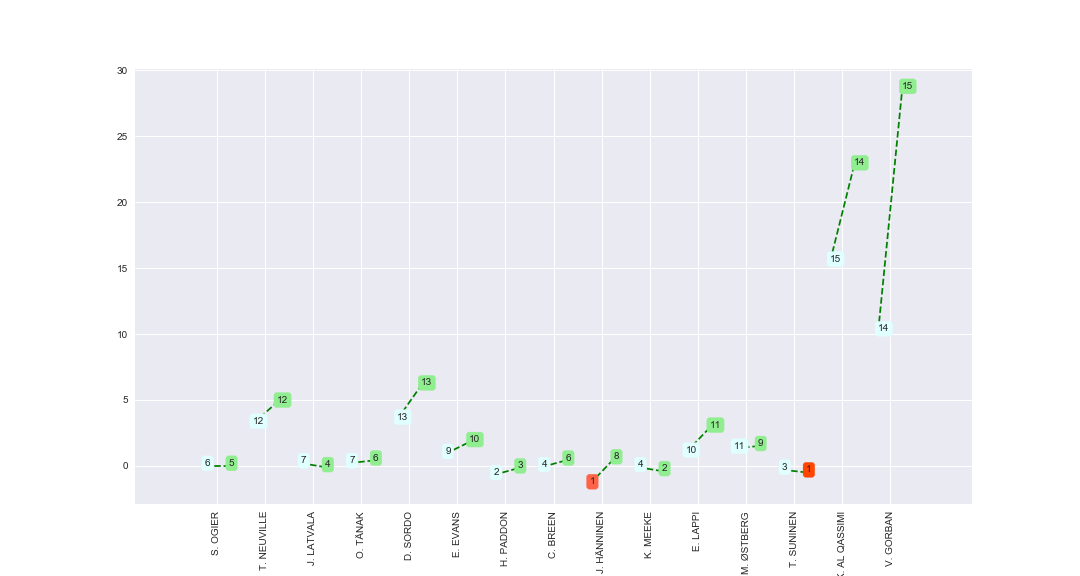 30
25
20
15
10
5
0
6 5
12 12
7 4
7 6
13 13
9 10
2 3
4 6
1 8
4 2
10 11
11 9
3 1
15 14
14 15
S. OGIER
T. NEUVILLE
J. LATVALA
O. TÄNAK
D. SORDO
E. EVANS
H. PADDON
C. BREEN
J. HÄNNINEN
K. MEEKE
E. LAPPI
M. ØSTBERG
T. SUNINEN
K. AL QASSIMI
V. GORBAN